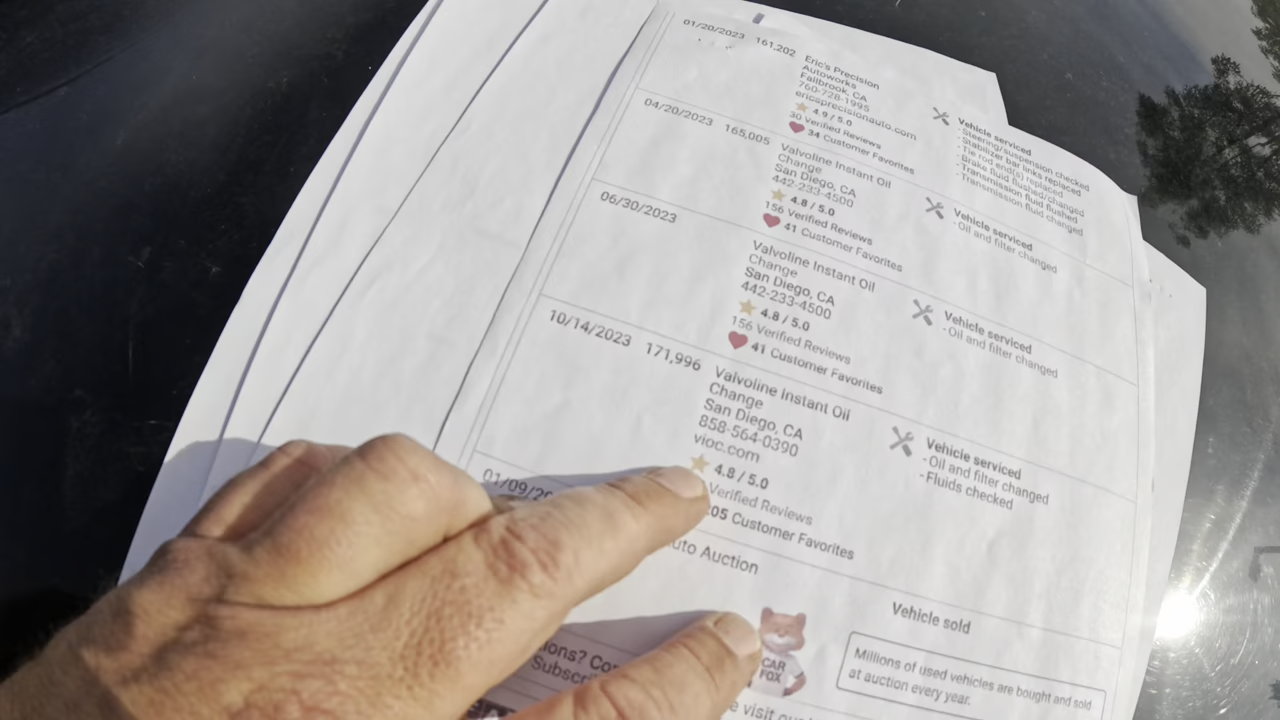 01/20/2023 161,202
Eric's Precision
Autoworks
Fallbrook, CA
760-728-1995
ericsprecisionauto.com
4.9 / 5.0
30 Verified Reviews
34 Customer Favorites
Vehicle serviced
- Steering/suspension checked
- Stabilizer bar links replaced
- Tie rod end(s) replaced
- Brake fluid flushed/changed
- Transmission fluid flushed
- Transmission fluid changed
04/20/2023 165,005
Valvoline Instant Oil
Change
San Diego, CA
442-233-4500
4.8 / 5.0
156 Verified Reviews
41 Customer Favorites
Vehicle serviced
- Oil and filter changed
06/30/2023
Valvoline Instant Oil
Change
San Diego, CA
442-233-4500
4.8 / 5.0
156 Verified Reviews
41 Customer Favorites
Vehicle serviced
- Oil and filter changed
10/14/2023 171,996
Valvoline Instant Oil
Change
San Diego, CA
858-564-0390
vioc.com
4.8 / 5.0
Verified Reviews
05 Customer Favorites
Vehicle serviced
- Oil and filter changed
- Fluids checked
01/09/20
Auction
Vehicle sold
Millions of used vehicles are bought and sold
at auction every year.
CAR
FOX
visit